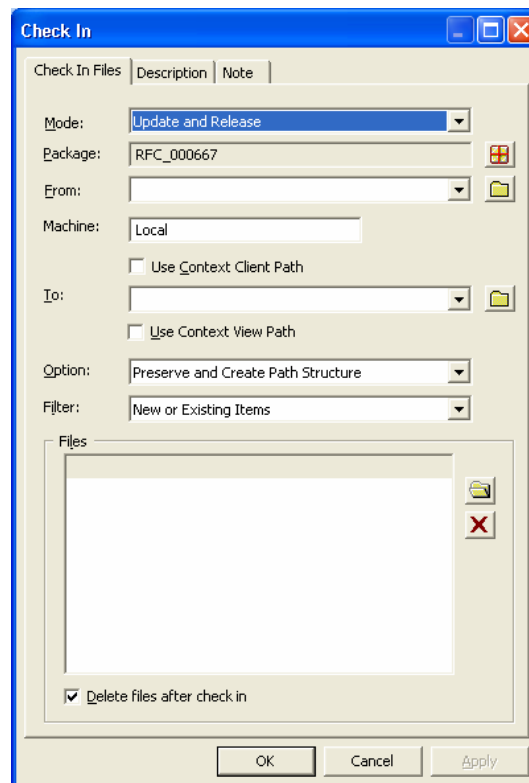 Check In
Check In Files Description Note
Mode: Update and Release
Package: RFC_000667
From:
Machine: Local
Use Context Client Path
To:
Use Context View Path
Option: Preserve and Create Path Structure
Filter: New or Existing Items
Files
Delete files after check in
OK Cancel Apply